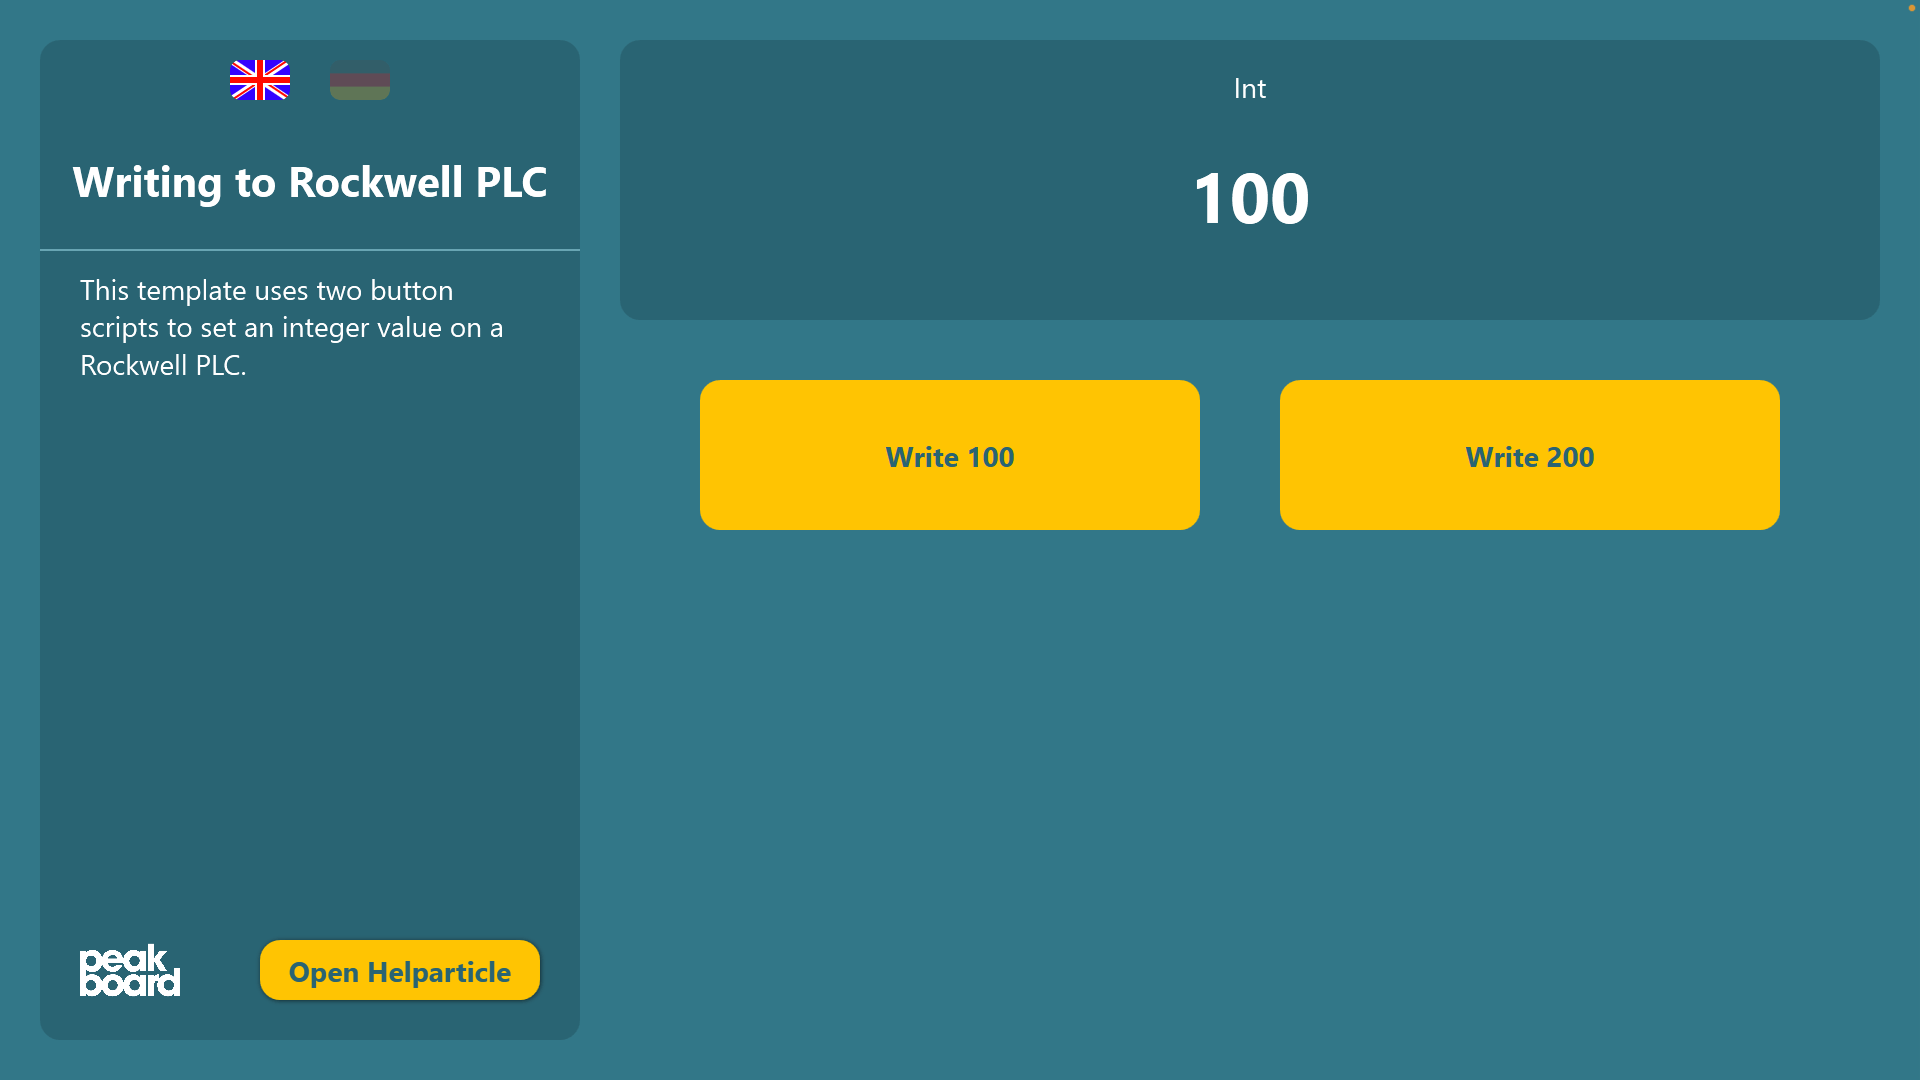 Writing to Rockwell PLC
This template uses two button
scripts to set an integer value on a
Rockwell PLC.
peak
board
Open Helparticle
Int
100
Write 100
Write 200